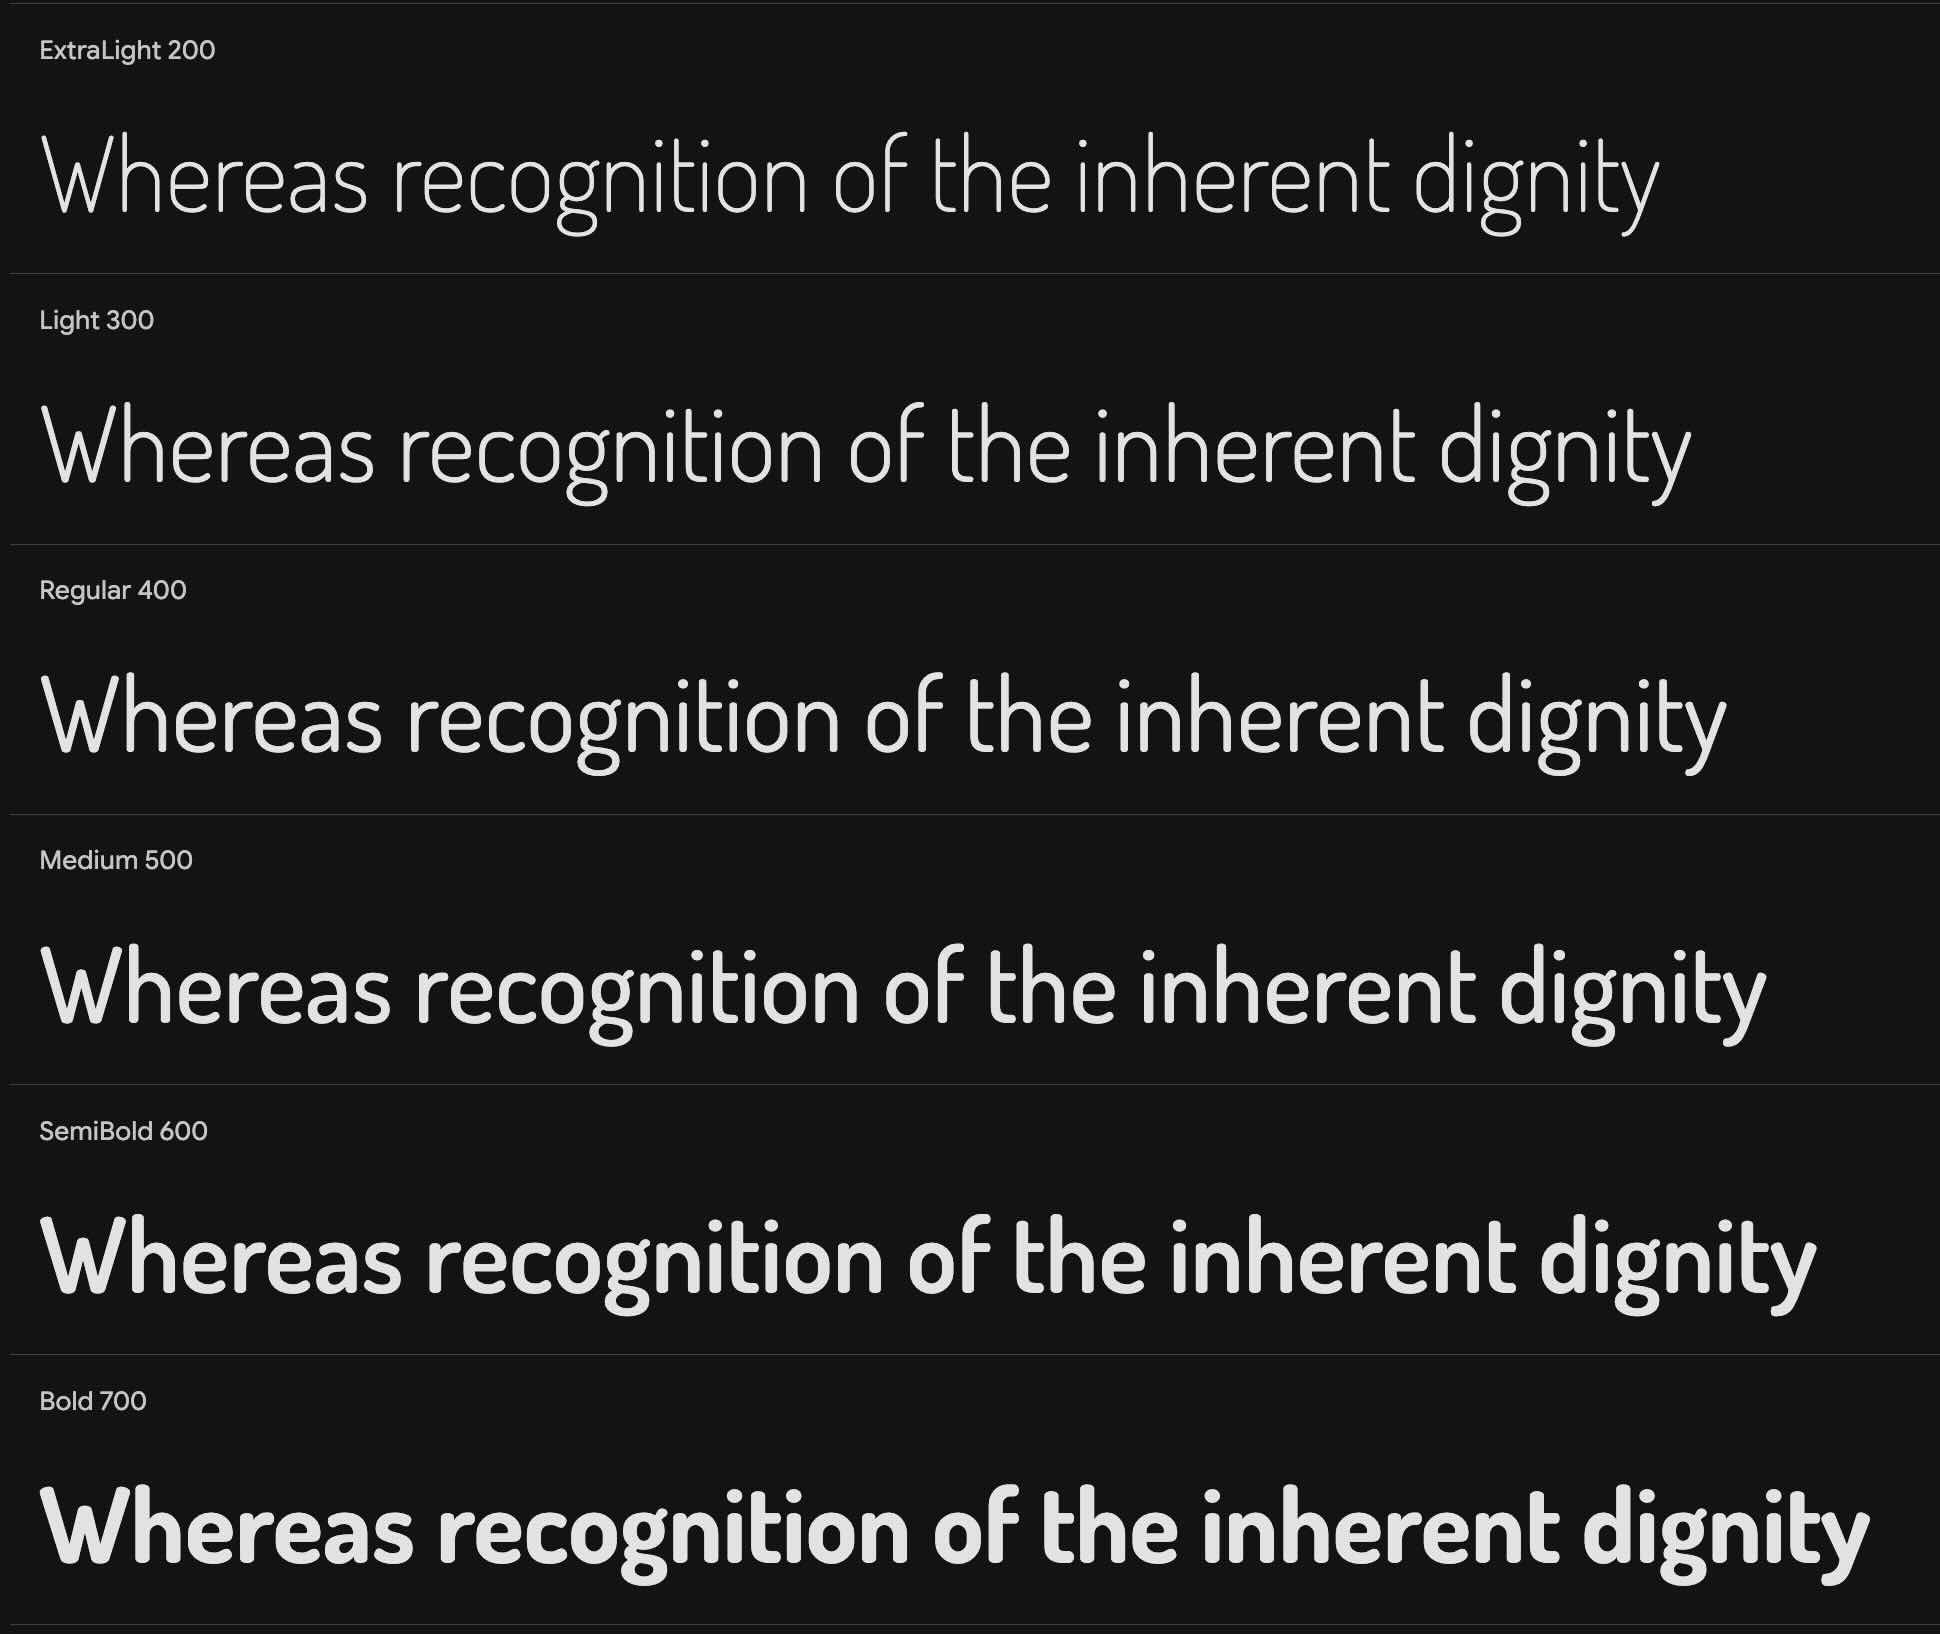 ExtraLight 200
Whereas recognition of the inherent dignity
Light 300
Whereas recognition of the inherent dignity
Regular 400
Whereas recognition of the inherent dignity
Medium 500
Whereas recognition of the inherent dignity
SemiBold 600
Whereas recognition of the inherent dignity
Bold 700
Whereas recognition of the inherent dignity